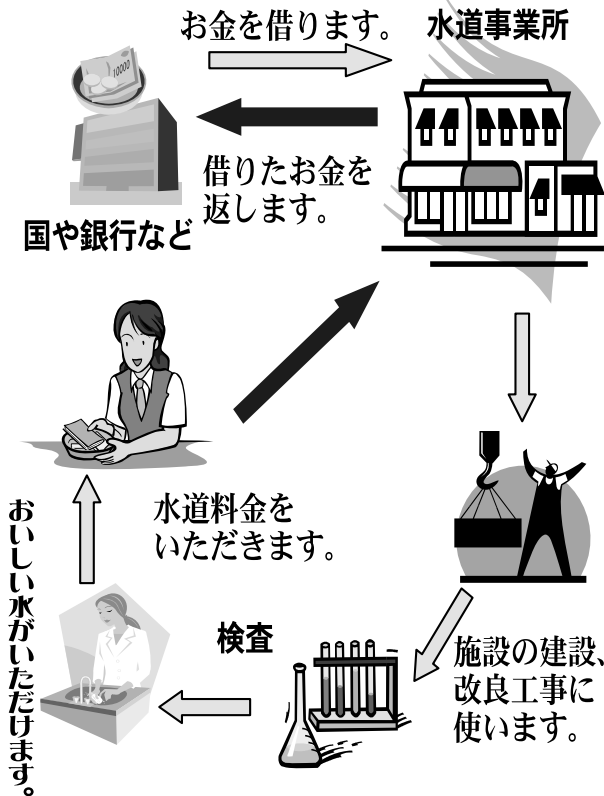 お金を借ります。
水道事業所
10000
借りたお金を
返します。
国や銀行など
水道料金を
いただきます。
施設の建設、
改良工事に
使います。
検査
おいしい水がいただけます。